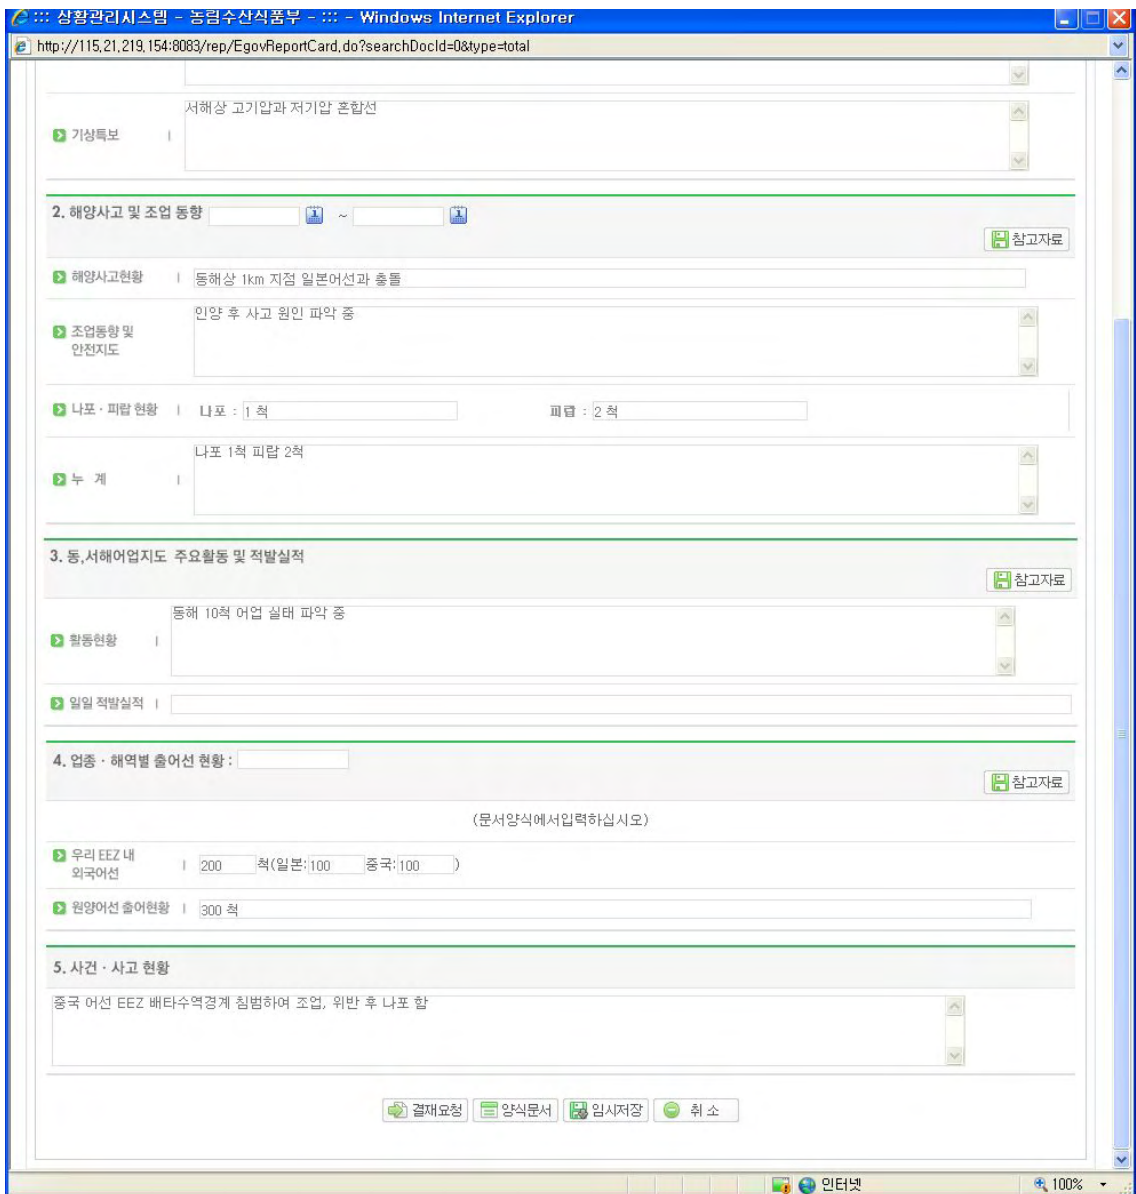 ::: 상황관리시스템 - 농림수산식품부 - ::: - Windows Internet Explorer
http://115.21.219.154:8083/rep/EgovReportCard.do?searchDocId=0&type=total
서해상 고기압과 저기압 혼합선
기상특보
2. 해양사고 및 조업 동향 ~
참고자료
해양사고현황 동해상 1km 지점 일본어선과 충돌
인양 후 사고 원인 파악 중
조업동향 및
안전지도
나포 · 피랍 현황 나포 : 1 척 피랍 : 2 척
나포 1척 피랍 2척
누 계
3. 동,서해어업지도 주요활동 및 적발실적
참고자료
동해 10척 어업 실태 파악 중
활동현황
일일 적발실적
4. 업종 · 해역별 출어선 현황 :
참고자료
(문서양식에서입력하십시오)
우리 EEZ 내
외국어선 200 척(일본:100 중국:100 )
원양어선 출어현황 300 척
5. 사건 · 사고 현황
중국 어선 EEZ 배타수역경계 침범하여 조업, 위반 후 나포 함
결재요청 양식문서 임시저장 취 소
인터넷 100%